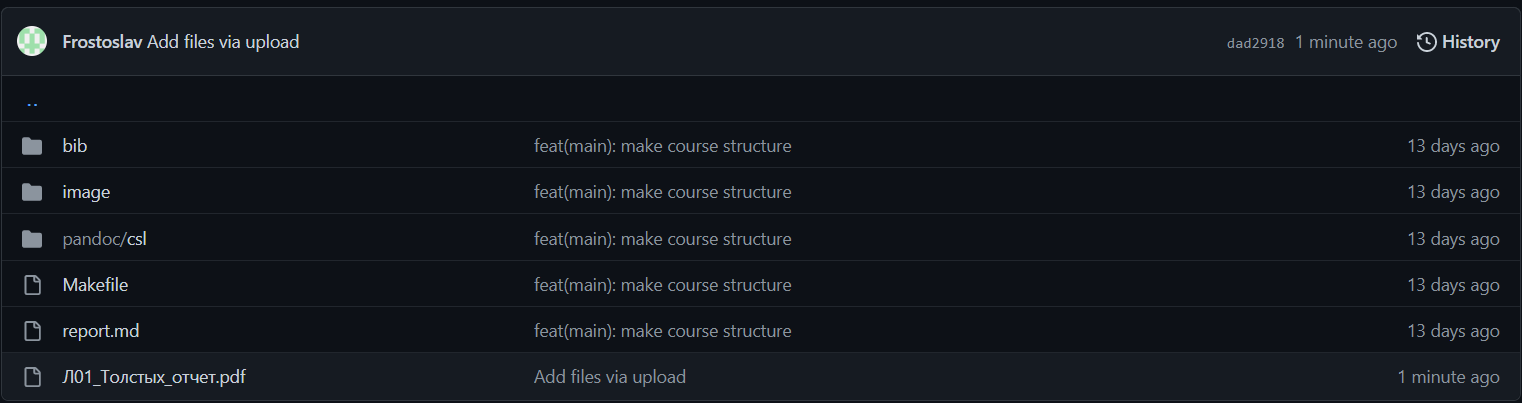 Frostoslav Add files via upload dad2918 1 minute ago History
..
bib feat(main): make course structure 13 days ago
image feat(main): make course structure 13 days ago
pandoc/csl feat(main): make course structure 13 days ago
Makefile feat(main): make course structure 13 days ago
report.md feat(main): make course structure 13 days ago
Л01_Толстых_отчет.pdf Add files via upload 1 minute ago